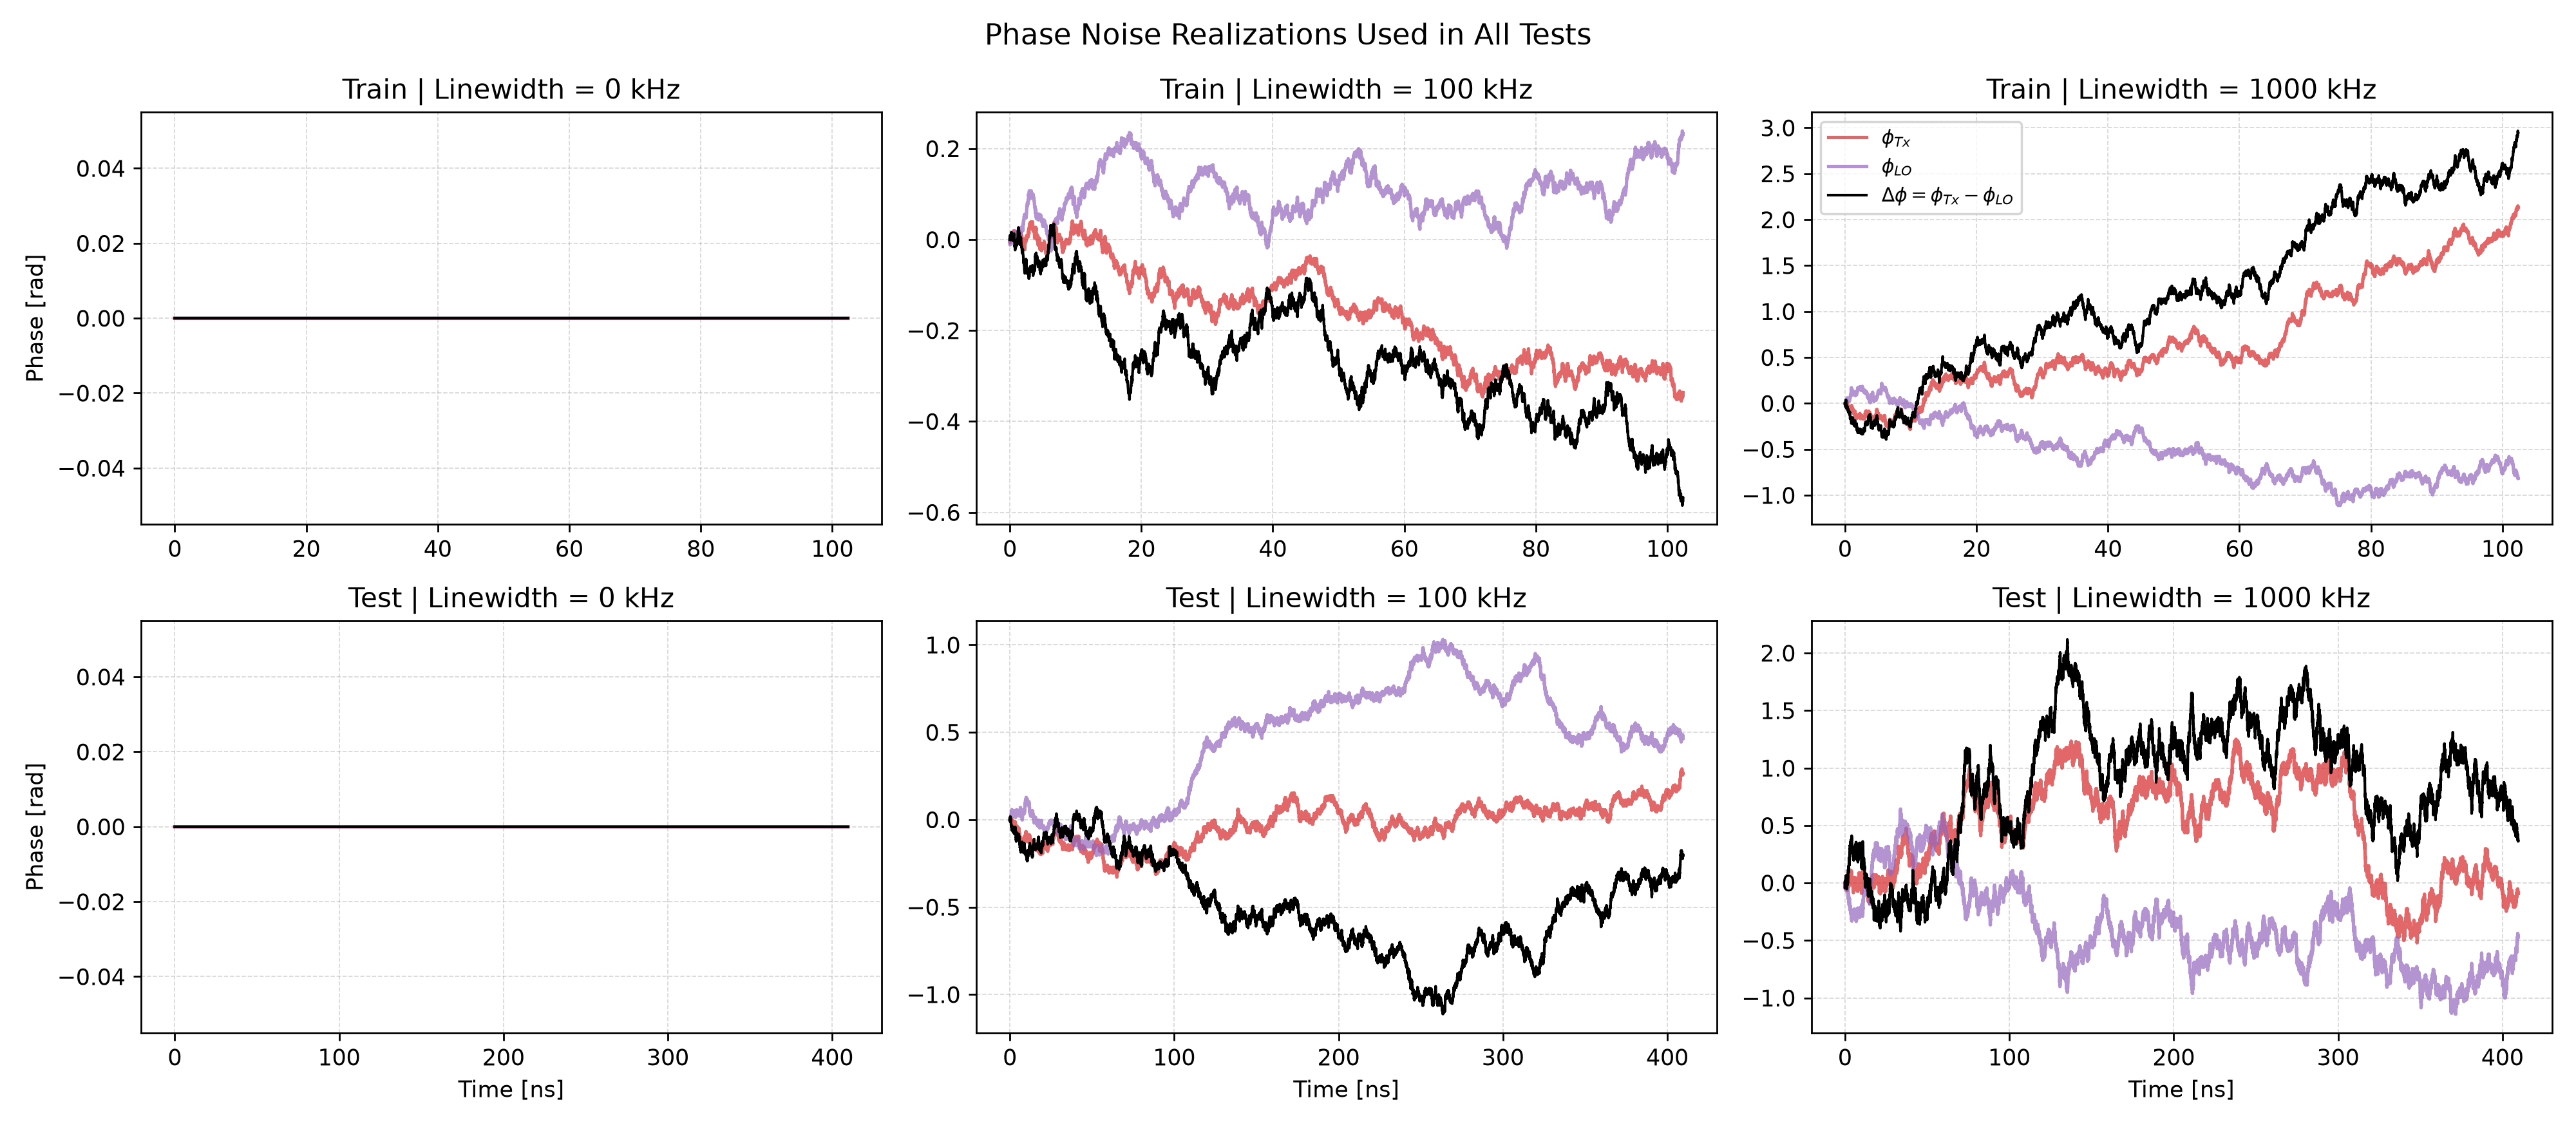 Phase Noise Realizations Used in All Tests
Train | Linewidth = 0 kHz
Phase [rad]
0.04
0.02
0.00
−0.02
−0.04
0 20 40 60 80 100
Train | Linewidth = 100 kHz
0.2
0.0
−0.2
−0.4
−0.6
0 20 40 60 80 100
Train | Linewidth = 1000 kHz
3.0
2.5
2.0
1.5
1.0
0.5
0.0
−0.5
−1.0
ϕTx
ϕLO
Δϕ = ϕTx − ϕLO
0 20 40 60 80 100
Test | Linewidth = 0 kHz
Phase [rad]
0.04
0.02
0.00
−0.02
−0.04
0 100 200 300 400
Time [ns]
Test | Linewidth = 100 kHz
1.0
0.5
0.0
−0.5
−1.0
0 100 200 300 400
Time [ns]
Test | Linewidth = 1000 kHz
2.0
1.5
1.0
0.5
0.0
−0.5
−1.0
0 100 200 300 400
Time [ns]